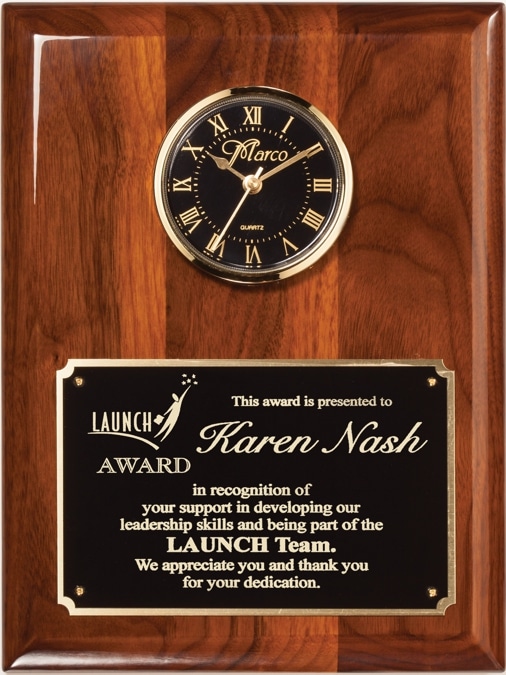 XII
I
II
III
IIII
V
VI
VII
VIII
IX
X
XI
Marco
QUARTZ
LAUNCH
AWARD
This award is presented to
Karen Nash
in recognition of
your support in developing our
leadership skills and being part of the
LAUNCH Team.
We appreciate you and thank you
for your dedication.